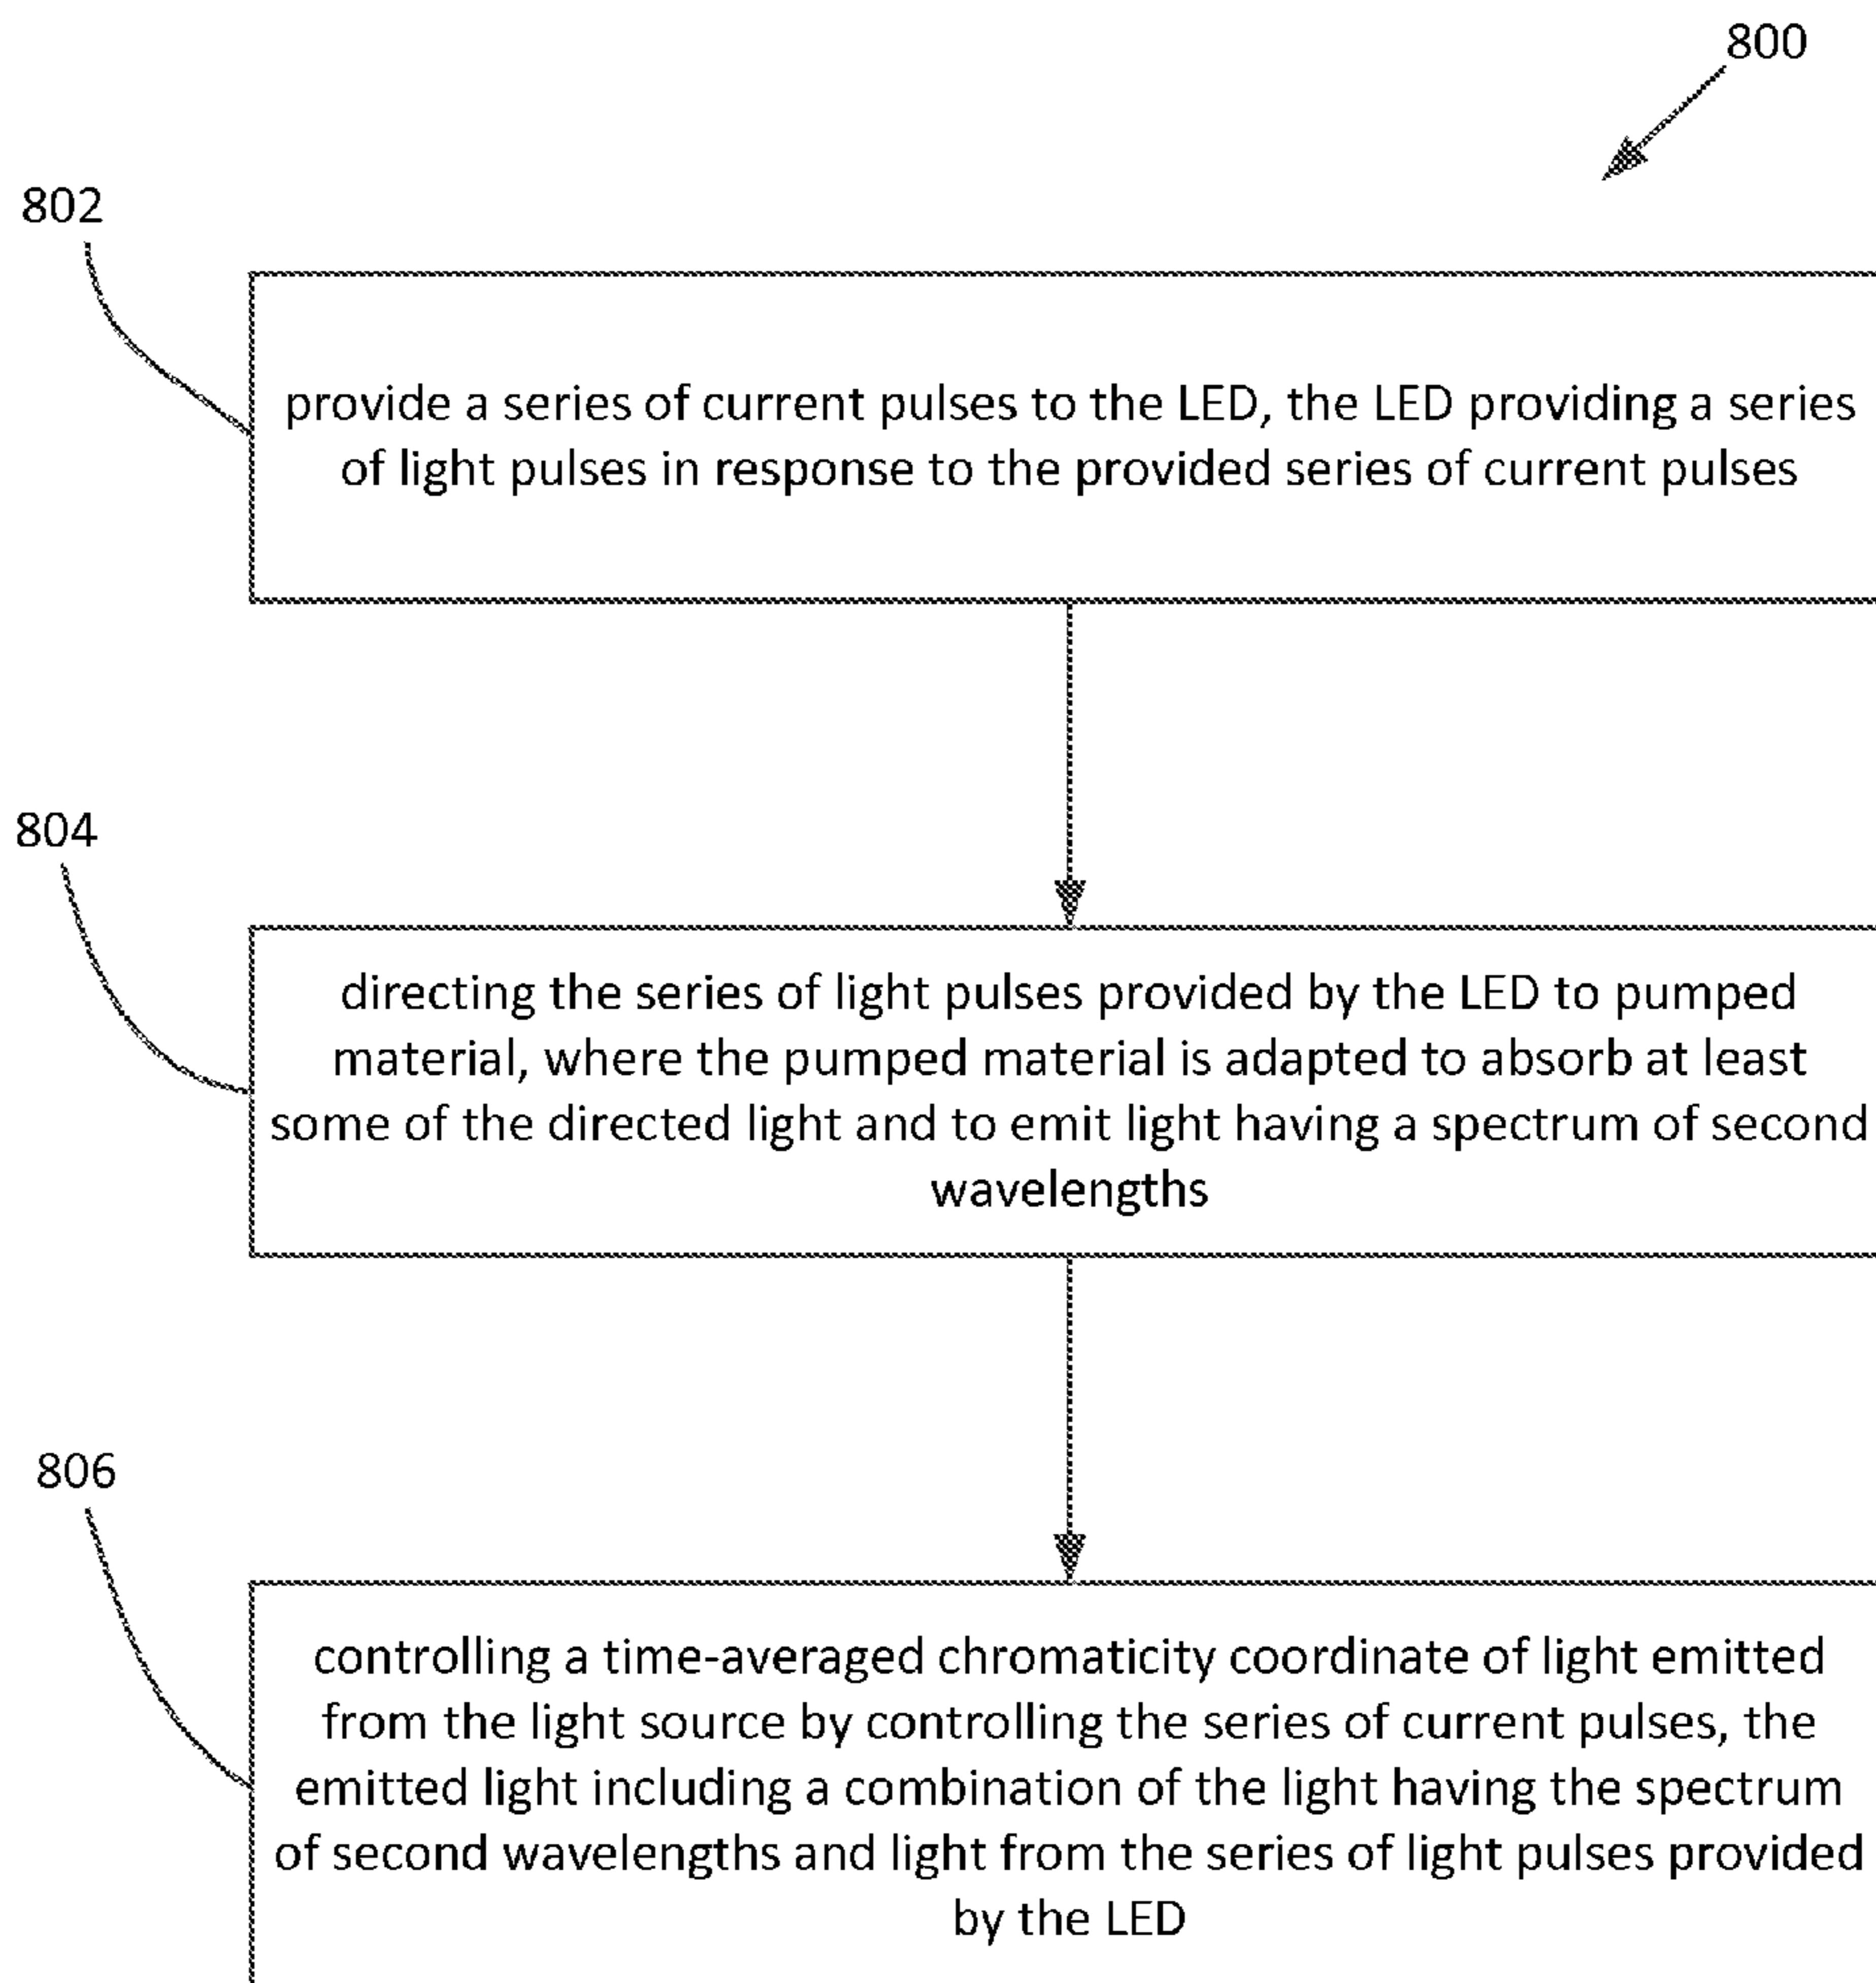 800
802
provide a series of current pulses to the LED, the LED providing a series
of light pulses in response to the provided series of current pulses
804
directing the series of light pulses provided by the LED to pumped
material, where the pumped material is adapted to absorb at least
some of the directed light and to emit light having a spectrum of second
wavelengths
806
controlling a time-averaged chromaticity coordinate of light emitted
from the light source by controlling the series of current pulses, the
emitted light including a combination of the light having the spectrum
of second wavelengths and light from the series of light pulses provided
by the LED